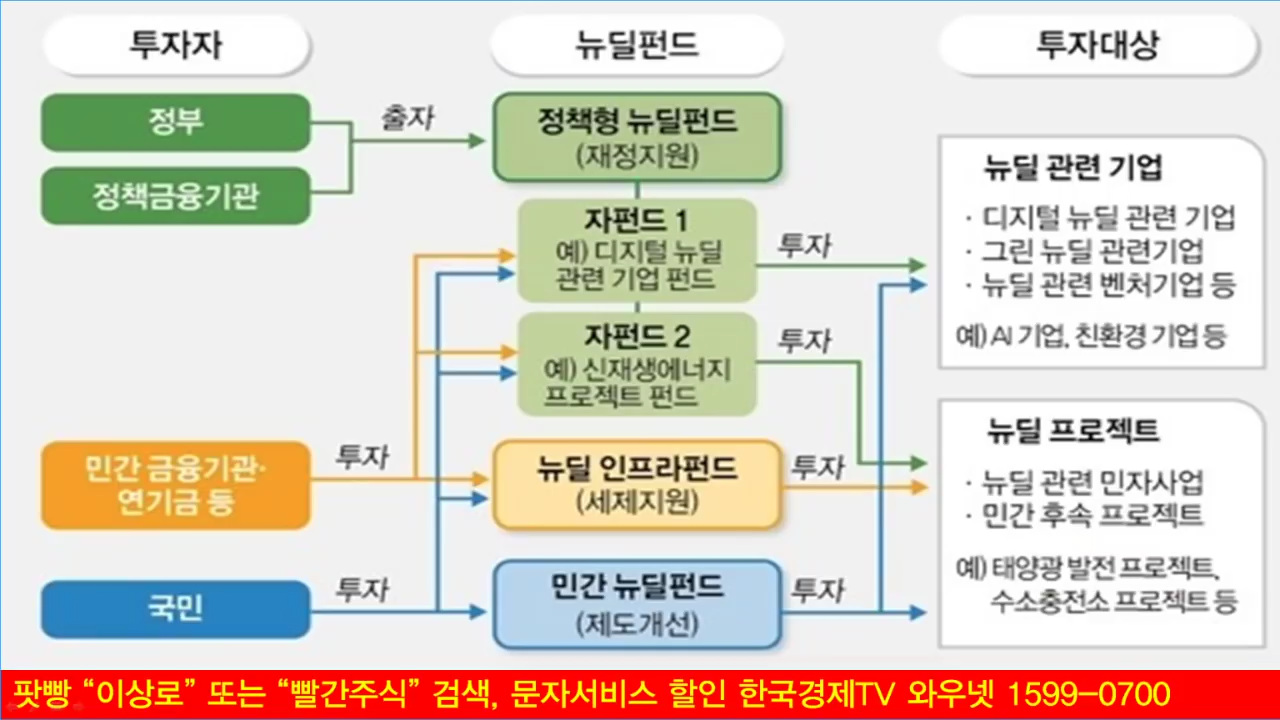 투자자
뉴딜펀드
투자대상
정부
정책금융기관
출자
정책형 뉴딜펀드
(재정지원)
자펀드 1
예) 디지털 뉴딜
관련 기업 펀드
투자
자펀드 2
예) 신재생에너지
프로젝트 펀드
투자
민간 금융기관·
연기금 등
투자
뉴딜 인프라펀드
(세제지원)
투자
국민
투자
민간 뉴딜펀드
(제도개선)
투자
뉴딜 관련 기업
· 디지털 뉴딜 관련 기업
· 그린 뉴딜 관련기업
· 뉴딜 관련 벤처기업 등
예) AI 기업, 친환경 기업 등
뉴딜 프로젝트
· 뉴딜 관련 민자사업
· 민간 후속 프로젝트
예) 태양광 발전 프로젝트,
수소충전소 프로젝트 등
팟빵 “이상로” 또는 “빨간주식” 검색, 문자서비스 할인 한국경제TV 와우넷 1599-0700